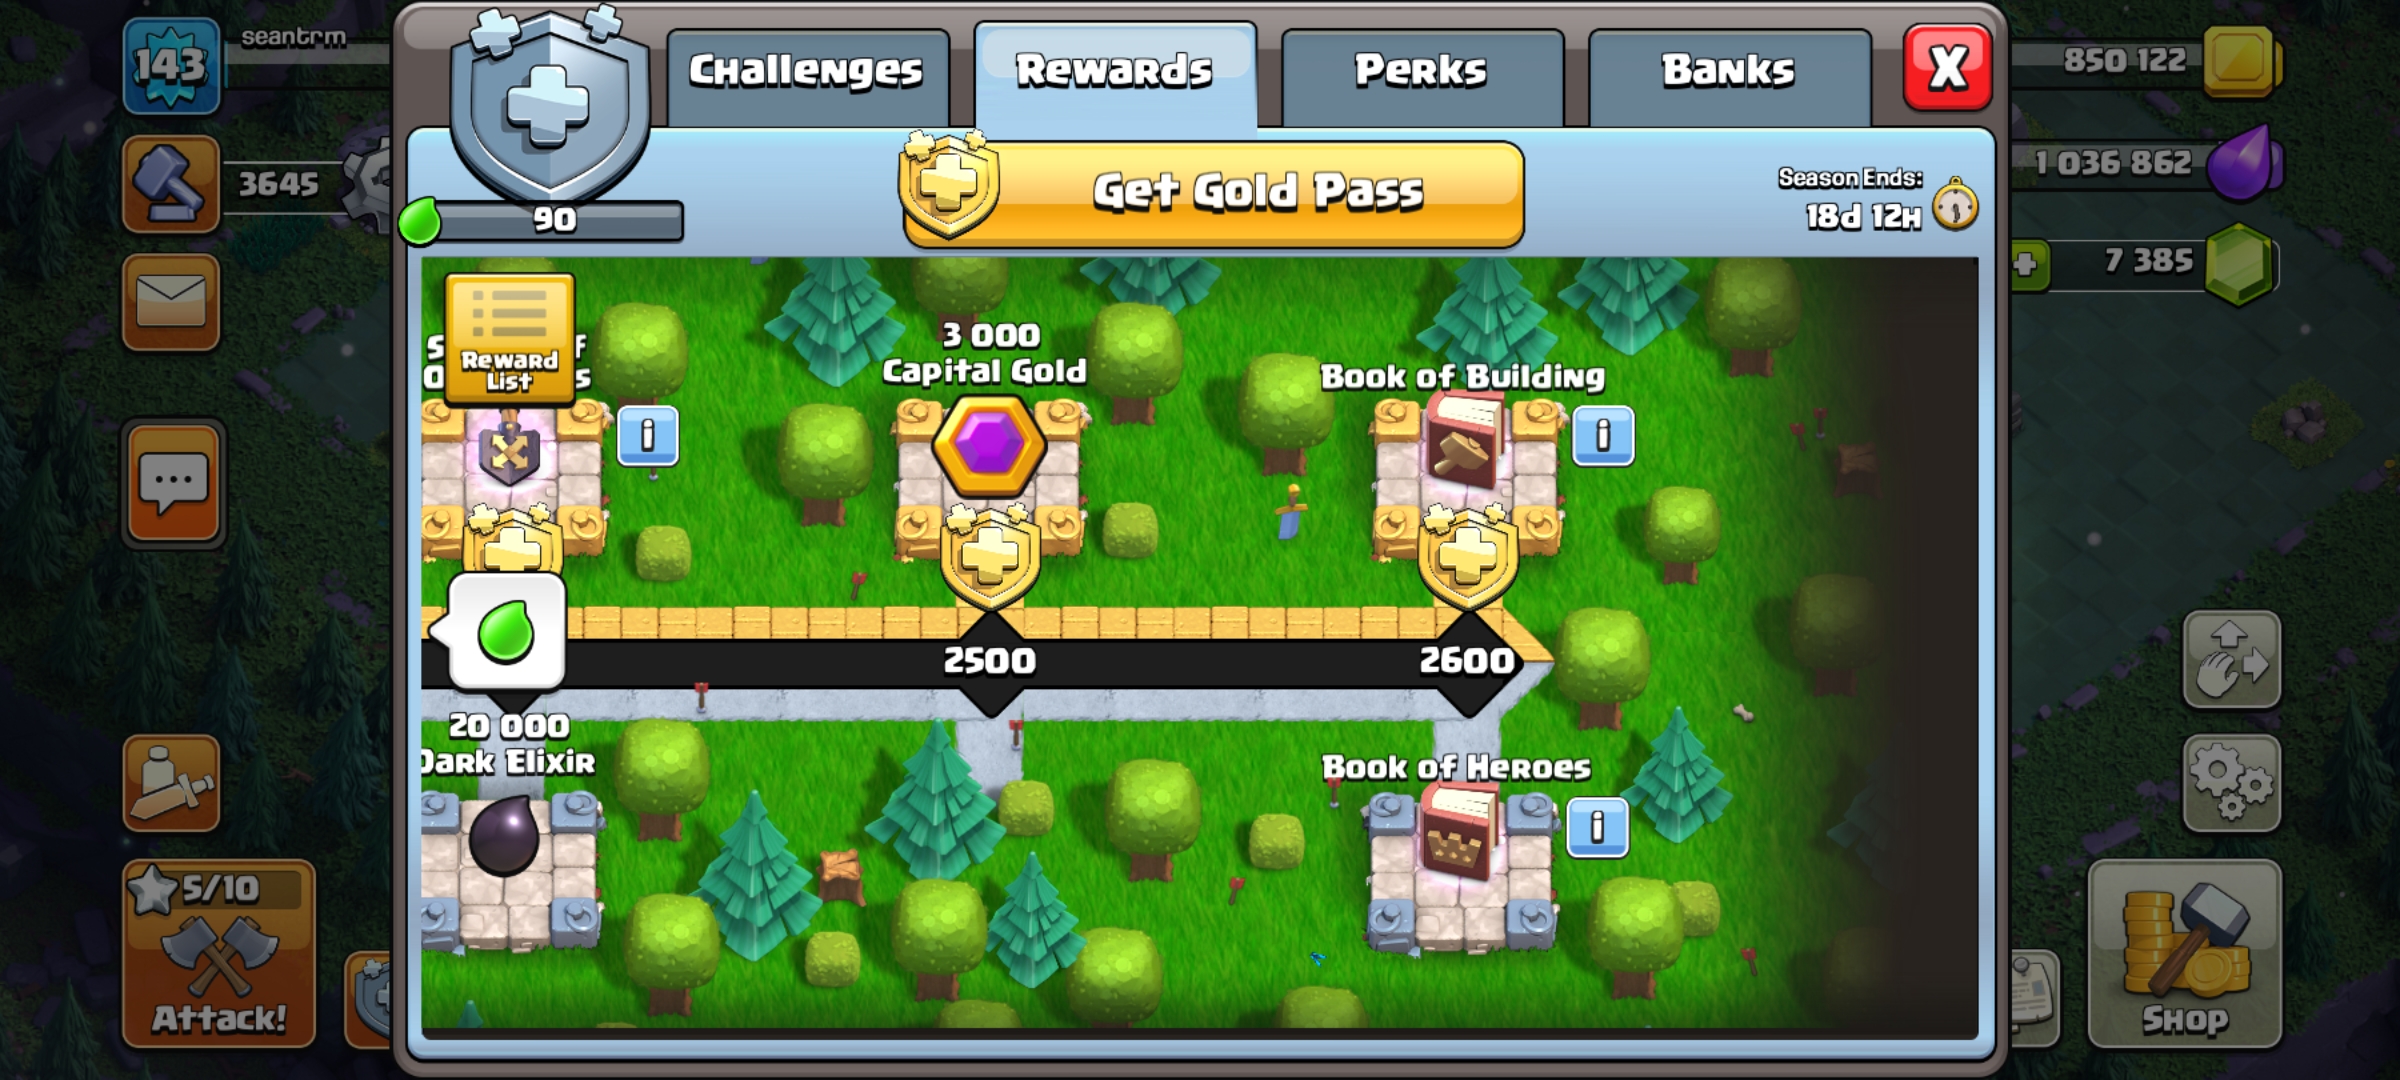 143
seantrm
3645
5/10
Attack!
Challenges
Rewards
Perks
Banks
X
90
Get Gold Pass
Season Ends:
18d 12H
850 122
1 036 862
7 385
Reward
List
3 000
Capital Gold
Book of Building
i
i
2500
2600
20 000
Dark Elixir
Book of Heroes
i
Shop